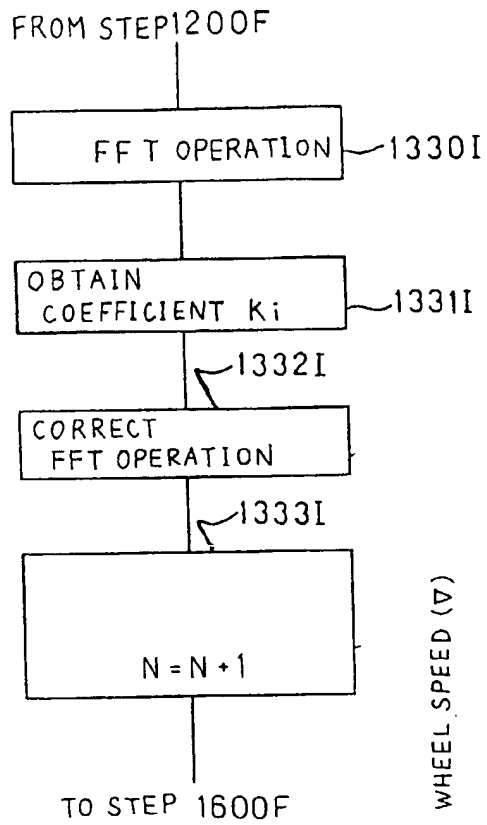 FROM STEP1200F
FFT OPERATION
1330I
OBTAIN
COEFFICIENT Ki
1331I
1332I
CORRECT
FFT OPERATION
1333I
N = N + 1
TO STEP 1600F
WHEEL SPEED (∇)